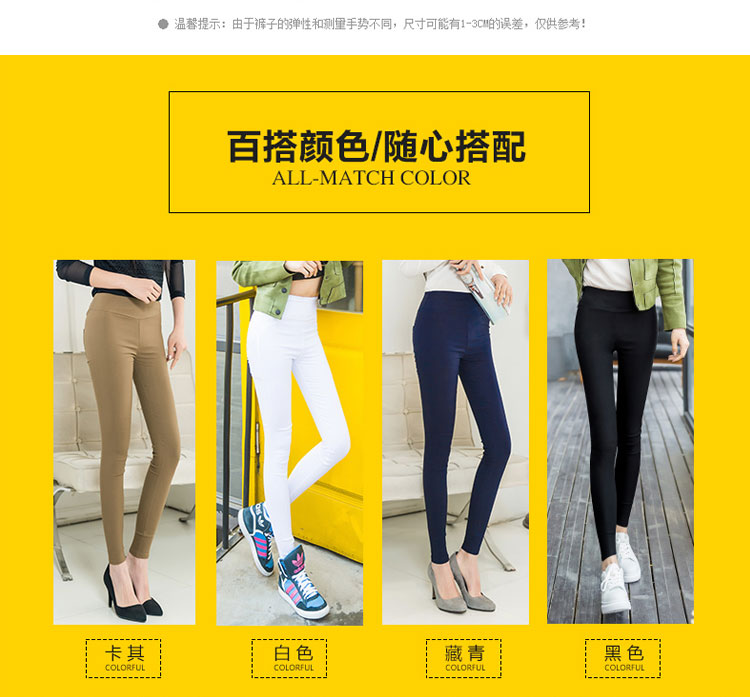 温馨提示：由于裤子的弹性和测量手势不同，尺寸可能有1-3CM的误差，仅供参考！
百搭颜色/随心搭配
ALL-MATCH COLOR
卡其
COLORFUL
白色
COLORFUL
藏青
COLORFUL
黑色
COLORFUL